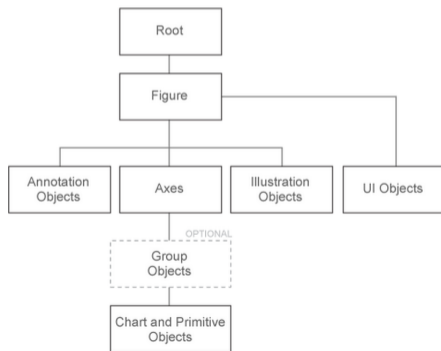 Root
Figure
Annotation
Objects
Axes
Illustration
Objects
UI Objects
OPTIONAL
Group
Objects
Chart and Primitive
Objects